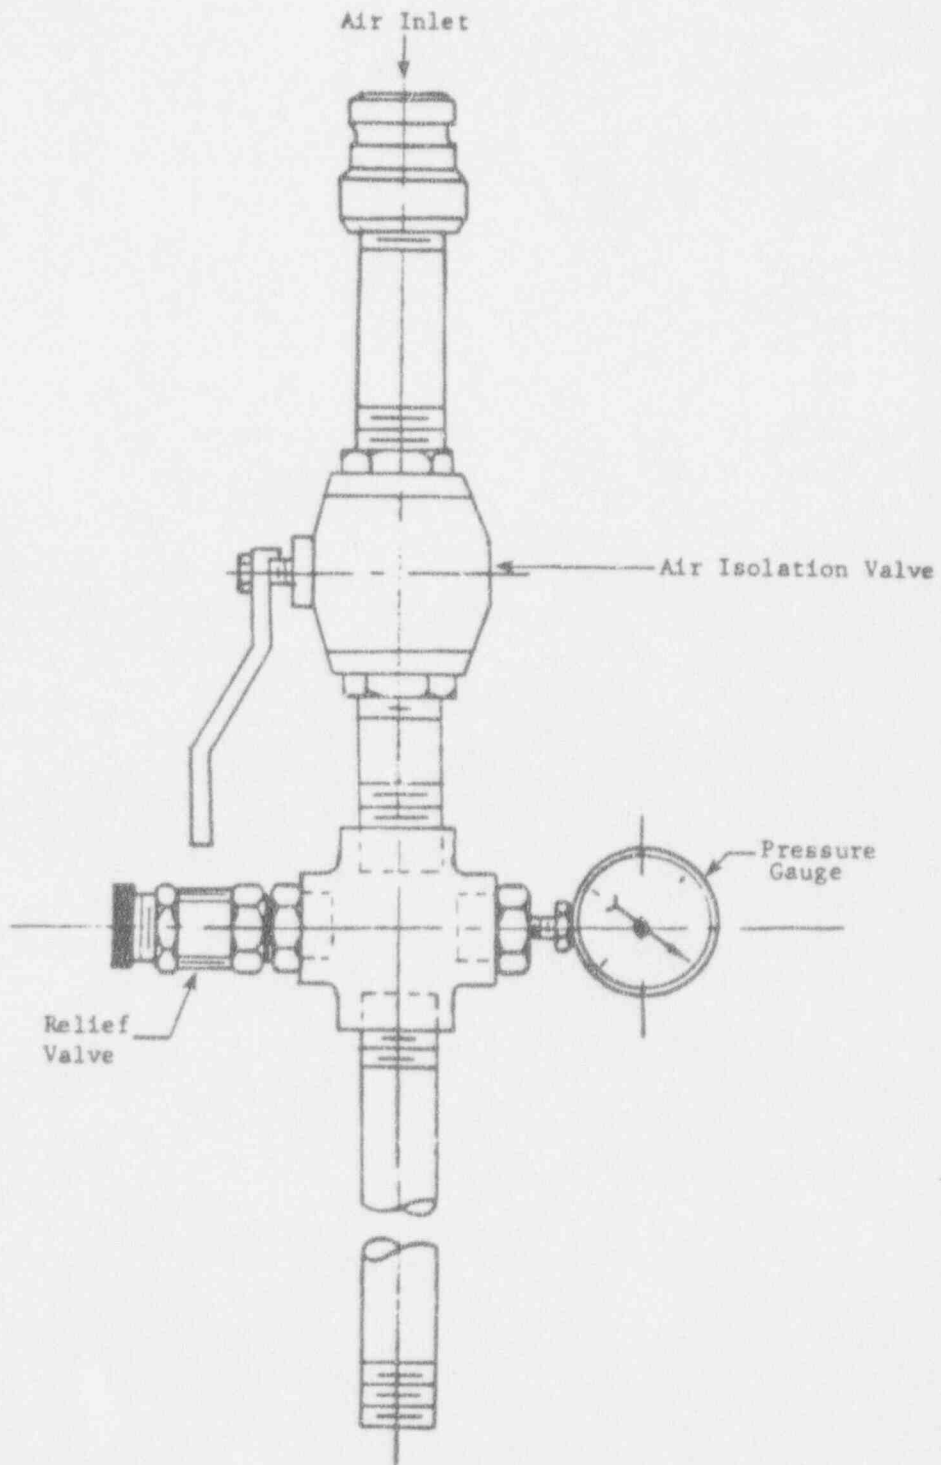 Air Inlet
Air Isolation Valve
Pressure
Gauge
Relief
Valve